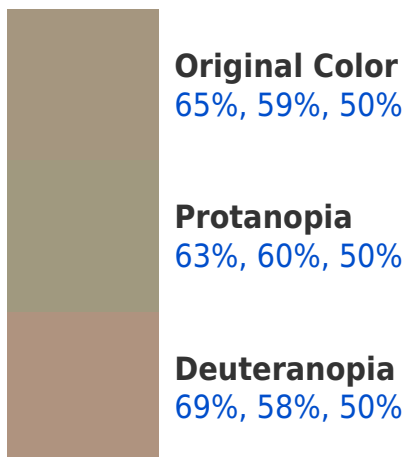 Original Color
65%, 59%, 50%
Protanopia
63%, 60%, 50%
Deuteranopia
69%, 58%, 50%